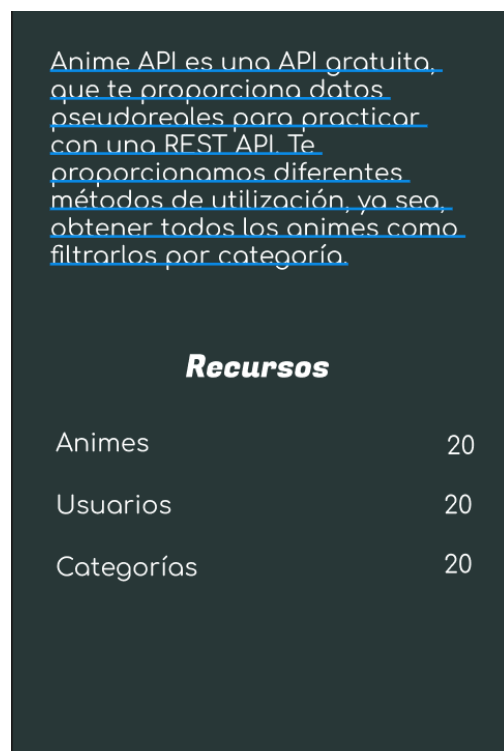 Anime API es una API gratuita,
que te proporciona datos
pseudoreales para practicar
con una REST API. Te
proporcionamos diferentes
métodos de utilización, ya sea,
obtener todos los animes como
filtrarlos por categoría.
Recursos
Animes 20
Usuarios 20
Categorías 20